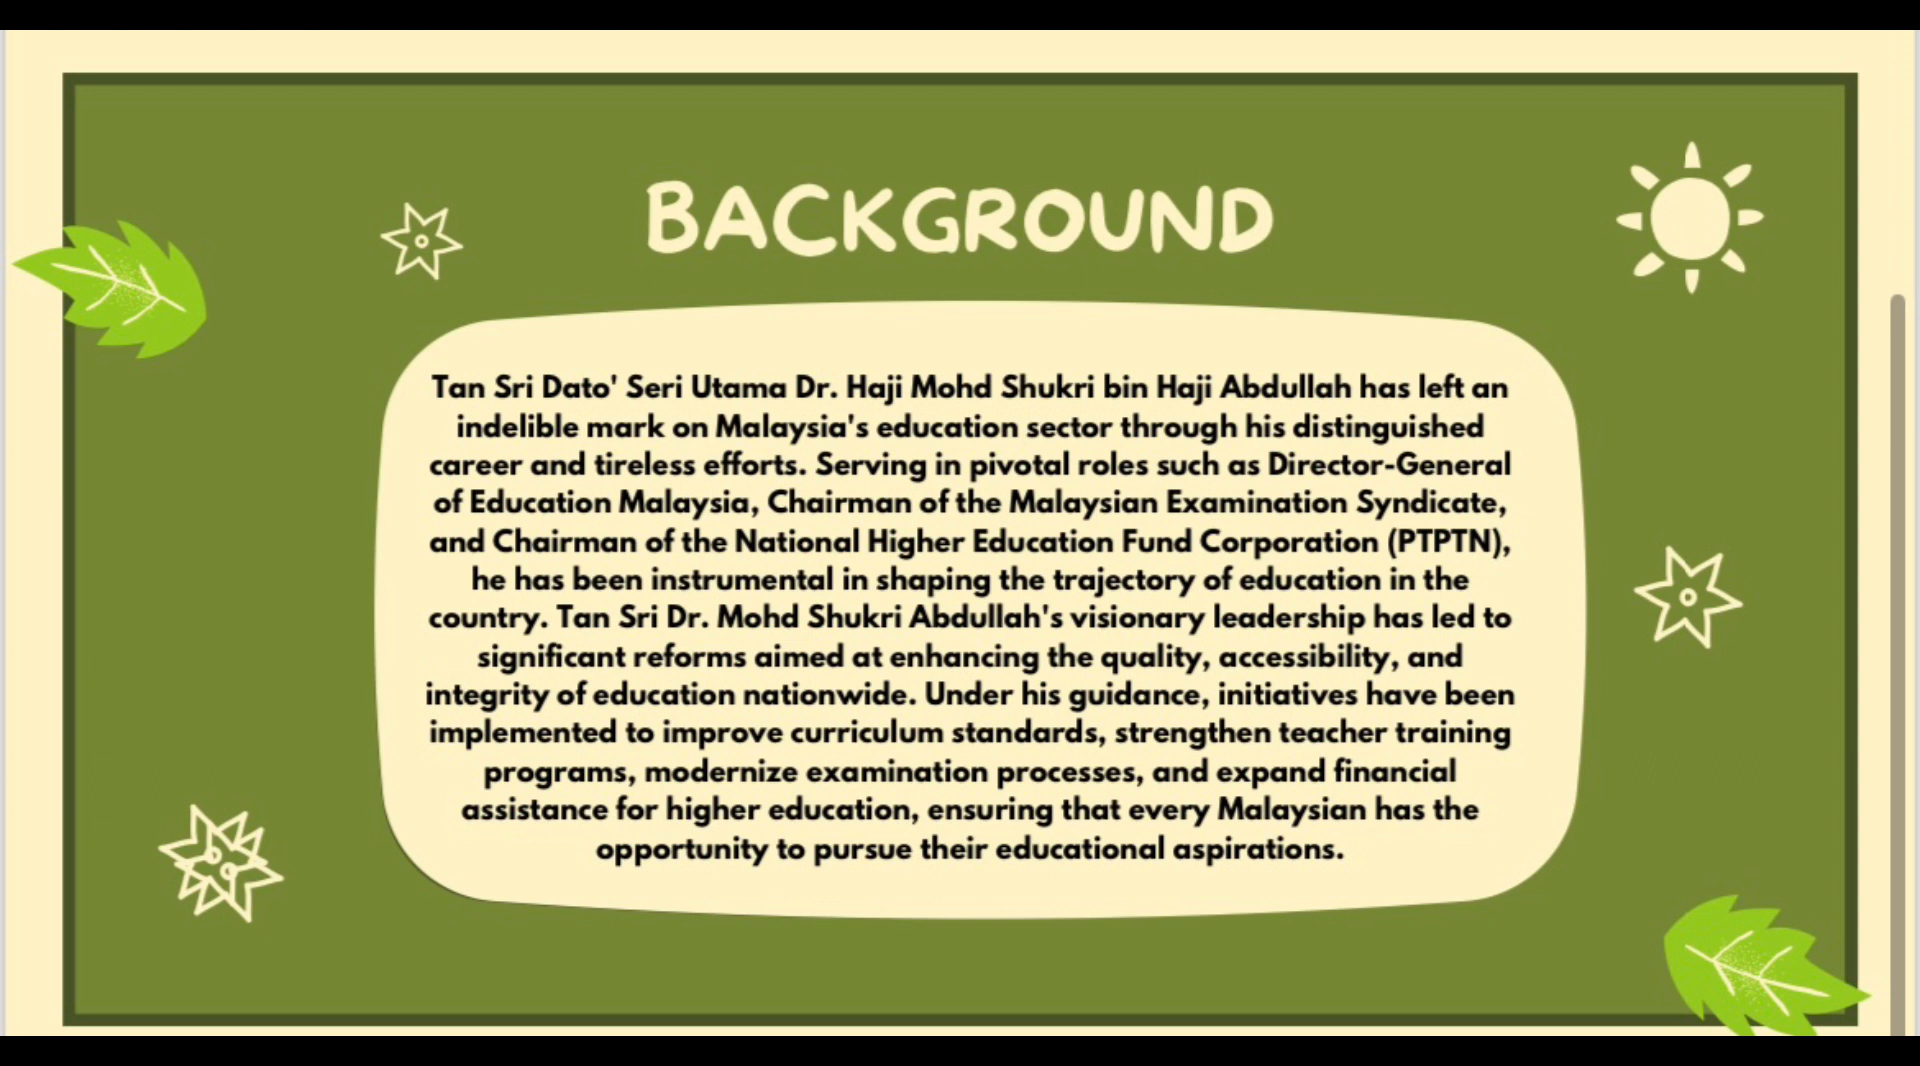 BACKGROUND
Tan Sri Dato' Seri Utama Dr. Haji Mohd Shukri bin Haji Abdullah has left an
indelible mark on Malaysia's education sector through his distinguished
career and tireless efforts. Serving in pivotal roles such as Director-General
of Education Malaysia, Chairman of the Malaysian Examination Syndicate,
and Chairman of the National Higher Education Fund Corporation (PTPTN),
he has been instrumental in shaping the trajectory of education in the
country. Tan Sri Dr. Mohd Shukri Abdullah's visionary leadership has led to
significant reforms aimed at enhancing the quality, accessibility, and
integrity of education nationwide. Under his guidance, initiatives have been
implemented to improve curriculum standards, strengthen teacher training
programs, modernize examination processes, and expand financial
assistance for higher education, ensuring that every Malaysian has the
opportunity to pursue their educational aspirations.